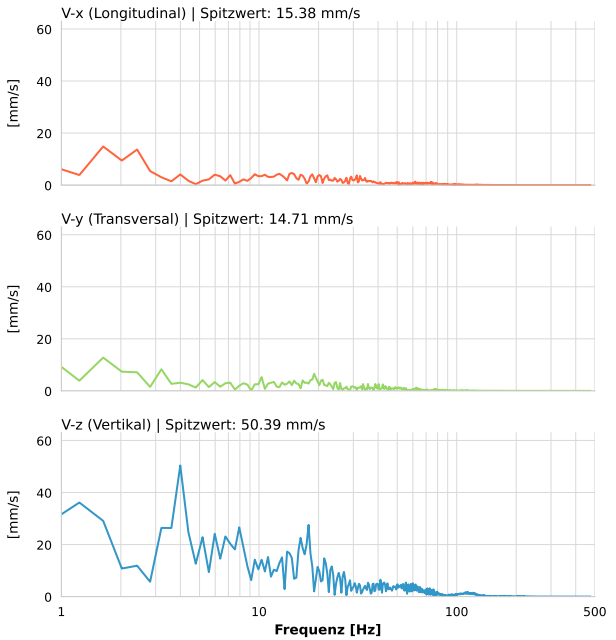 V-x (Longitudinal) | Spitzwert: 15.38 mm/s
60
40
20
0
[mm/s]
V-y (Transversal) | Spitzwert: 14.71 mm/s
60
40
20
0
[mm/s]
V-z (Vertikal) | Spitzwert: 50.39 mm/s
60
40
20
0
[mm/s]
1 10 100 500
Frequenz [Hz]